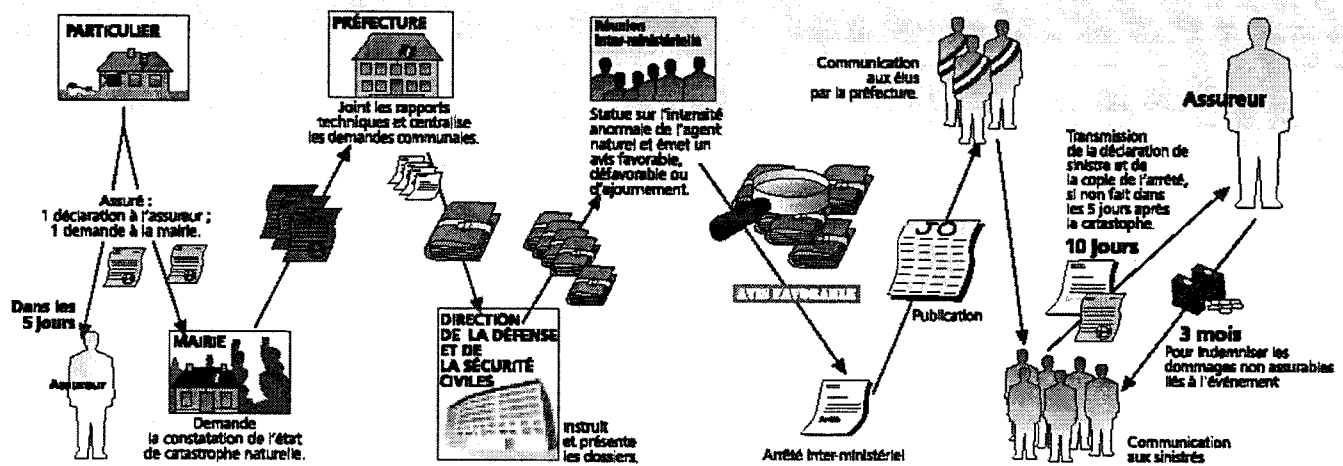 PARTICULIER
Assuré :
1 déclaration à l'assureur ;
1 demande à la mairie.
Dans les
5 jours
Assureur
MAIRIE
Demande
la constatation de l'état
de catastrophe naturelle.
PRÉFECTURE
Joint les rapports
techniques et centralise
les demandes communales.
DIRECTION
DE LA DÉFENSE
ET DE
LA SÉCURITÉ
CIVILES
Instruit
et présente
les dossiers.
Réunion
Inter-ministérielle
Statue sur l'intensité
anormale de l'agent
naturel et émet un
avis favorable,
défavorable ou
d'ajournement.
AVIS FAVORABLE
Arrêté
Arrêté Inter-ministériel
JO
Publication
Communication
aux élus
par la préfecture.
Communication
aux sinistrés
Transmission
de la déclaration de
sinistre et de
la copie de l'arrêté,
si non fait dans
les 5 jours après
la catastrophe.
10 jours
Assureur
3 mois
Pour indemniser les
dommages non assurables
liés à l'événement